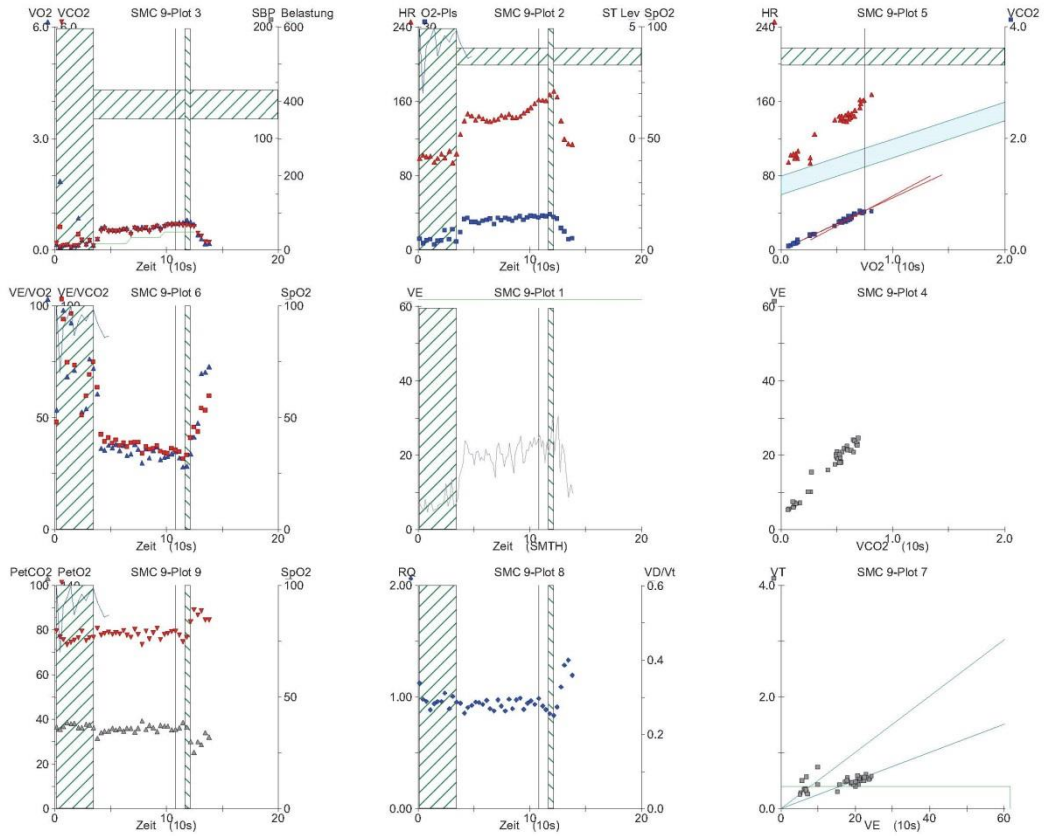 VO2 VCO2 SMC 9-Plot 3 SBP Belastung
6.0 200 600
400
3.0 100
200
0.0 0
0 10 20
Zeit (10s)
HR O2-Pls SMC 9-Plot 2 ST Lev SpO2
240 5 100
160 0 50
80
0 0
0 10 20
Zeit (10s)
HR SMC 9-Plot 5 VCO2
240 4.0
160
2.0
80
0 0.0
0.0 1.0 2.0
VO2 (10s)
VE/VO2 VE/VCO2 SMC 9-Plot 6 SpO2
100 100
50 50
0 0
0 10 20
Zeit (10s)
VE SMC 9-Plot 1
60
40
20
0
0 10 20
Zeit (SMTH)
VE SMC 9-Plot 4
60
40
20
0
0.0 1.0 2.0
VCO2 (10s)
PetCO2 PetO2 SMC 9-Plot 9 SpO2
100 140 100
80
60
50
40
20
00 0
0 10 20
Zeit (10s)
RQ SMC 9-Plot 8 VD/Vt
2.00 0.6
0.4
1.00
0.2
0.00 0.0
0 10 20
Zeit (10s)
VT SMC 9-Plot 7
4.0
2.0
0.0
0 20 40 60
VE (10s)